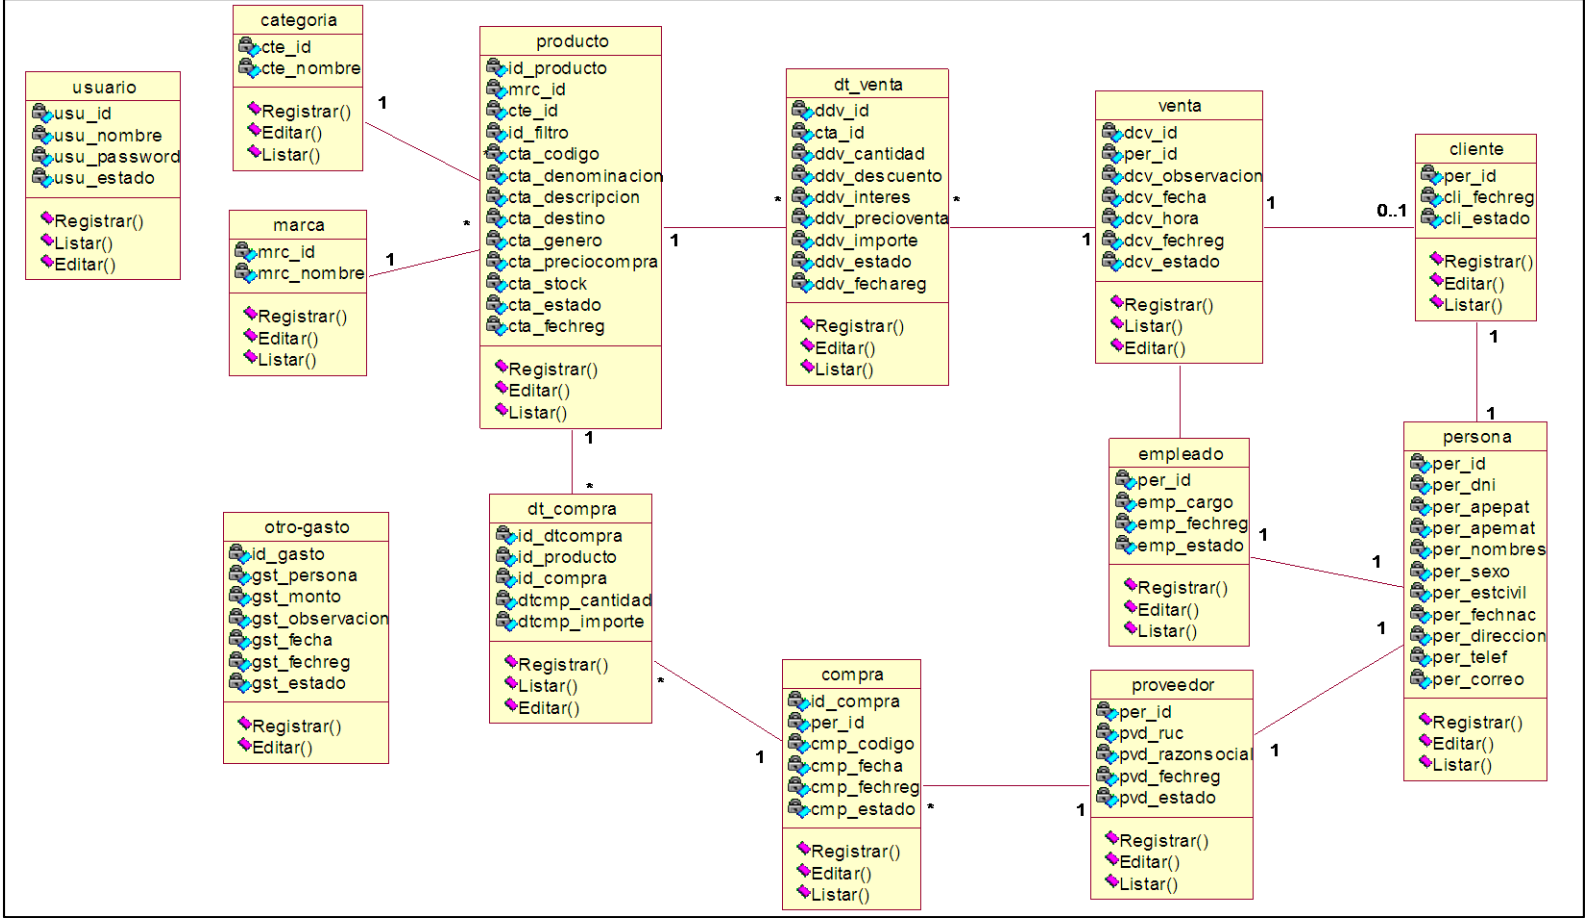 categoria
cte_id
cte_nombre
Registrar()
Editar()
Listar()
1
usuario
usu_id
usu_nombre
usu_password
usu_estado
Registrar()
Listar()
Editar()
marca
mrc_id
mrc_nombre
Registrar()
Editar()
Listar()
1
producto
id_producto
mrc_id
cte_id
id_filtro
cta_codigo
cta_denominacion
cta_descripcion
cta_destino
cta_genero
cta_preciocompra
cta_stock
cta_estado
cta_fechreg
Registrar()
Editar()
Listar()
*
*
1
1
dt_venta
ddv_id
cta_id
ddv_cantidad
ddv_descuento
ddv_interes
ddv_precioventa
ddv_importe
ddv_estado
ddv_fechareg
Registrar()
Editar()
Listar()
*
*
venta
dcv_id
per_id
dcv_observacion
dcv_fecha
dcv_hora
dcv_fechreg
dcv_estado
Registrar()
Listar()
Editar()
1
1
cliente
per_id
cli_fechreg
cli_estado
Registrar()
Editar()
Listar()
0..1
1
1
persona
per_id
per_dni
per_apepat
per_apemat
per_nombres
per_sexo
per_estcivil
per_fechnac
per_direccion
per_telef
per_correo
Registrar()
Editar()
Listar()
1
1
empleado
per_id
emp_cargo
emp_fechreg
emp_estado
Registrar()
Editar()
Listar()
1
otro-gasto
id_gasto
gst_persona
gst_monto
gst_observacion
gst_fecha
gst_fechreg
gst_estado
Registrar()
Editar()
*
dt_compra
id_dtcompra
id_producto
id_compra
dtcmp_cantidad
dtcmp_importe
Registrar()
Listar()
Editar()
*
1
compra
id_compra
per_id
cmp_codigo
cmp_fecha
cmp_fechreg
cmp_estado
Registrar()
Editar()
Listar()
*
1
proveedor
per_id
pvd_ruc
pvd_razonsocial
pvd_fechreg
pvd_estado
Registrar()
Editar()
Listar()
1